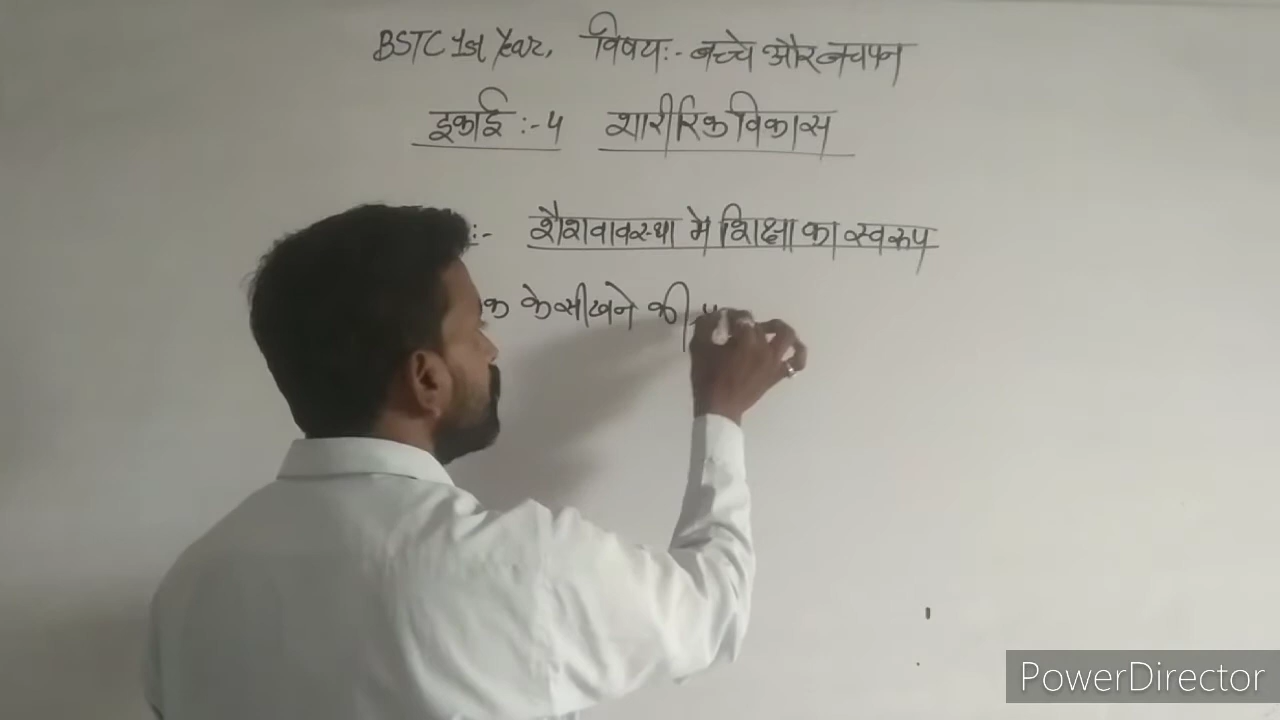 BSTC 1st Year, विषय:- बच्चे और बचपन
इकाई :- 4 शारीरिक विकास
:- शैशवावस्था मे शिक्षा का स्वरूप
के सीखने की
PowerDirector